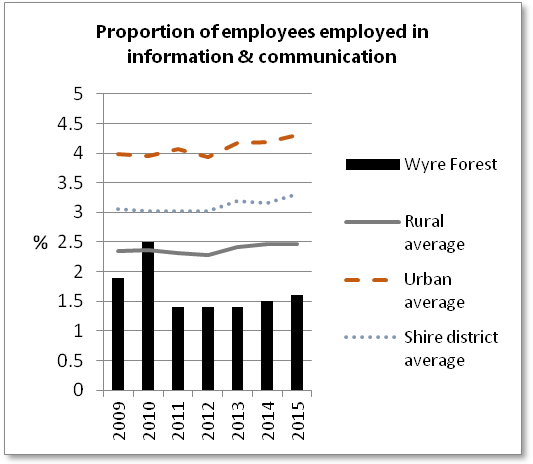 Proportion of employees employed in
information & communication
5
4.5
4
3.5
3
2.5
2
1.5
1
0.5
0
%
2009
2010
2011
2012
2013
2014
2015
Wyre Forest
Rural
average
Urban
average
Shire district
average